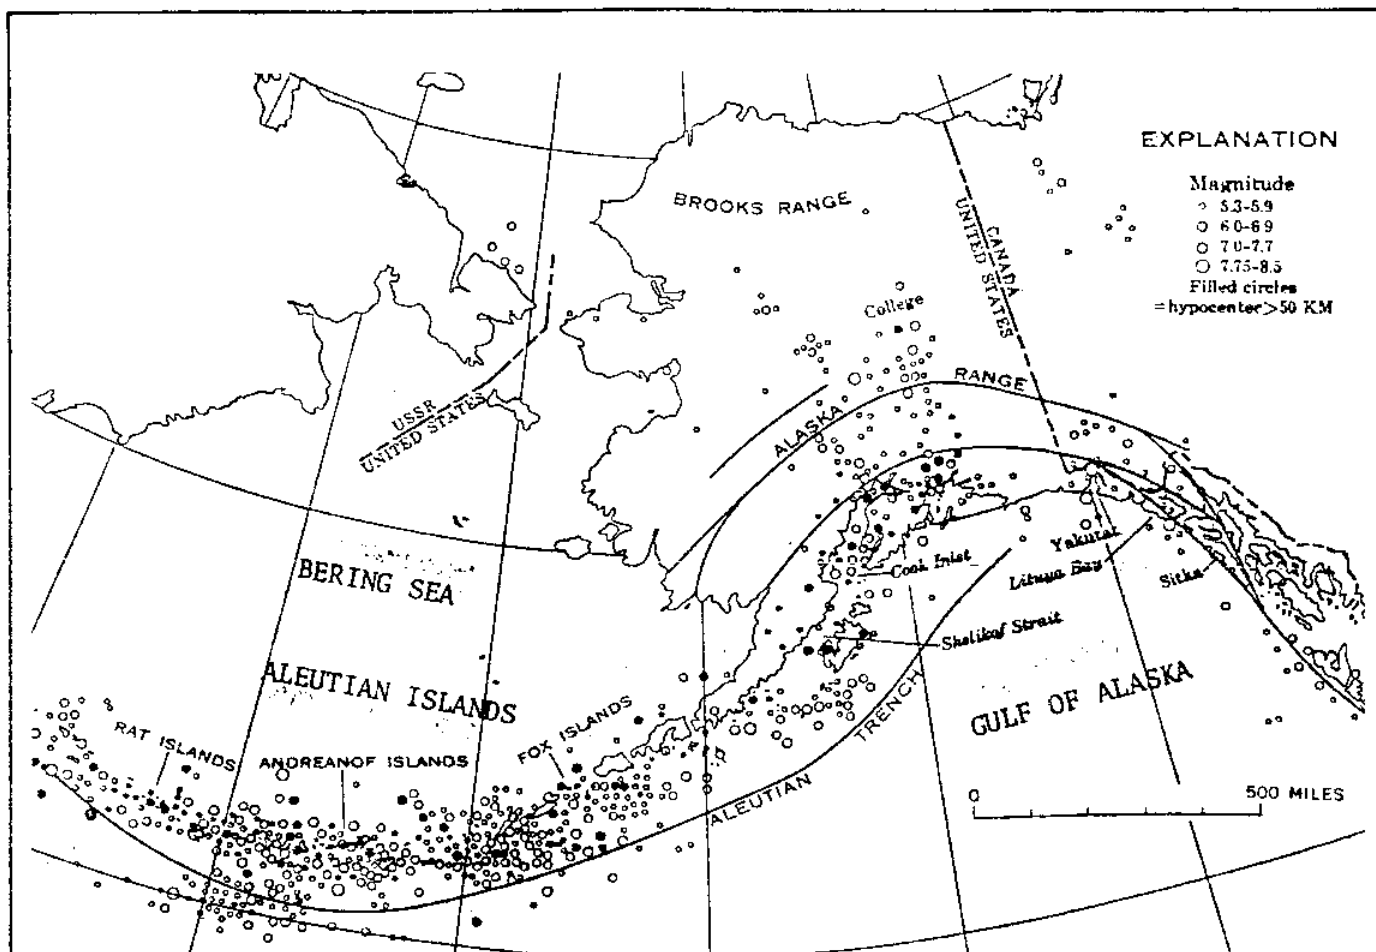 EXPLANATION
Magnitude
5.3-5.9
6.0-6.9
7.0-7.7
7.75-8.5
Filled circles
=hypocenter>50 KM
BROOKS RANGE
CANADA
UNITED STATES
College
USSR
UNITED STATES
ALASKA RANGE
BERING SEA
Cook Inlet
Yakutat
Lituya Bay
Sitka
Shelikof Strait
ALEUTIAN ISLANDS
GULF OF ALASKA
RAT ISLANDS
ANDREANOF ISLANDS
FOX ISLANDS
ALEUTIAN TRENCH
0 500 MILES